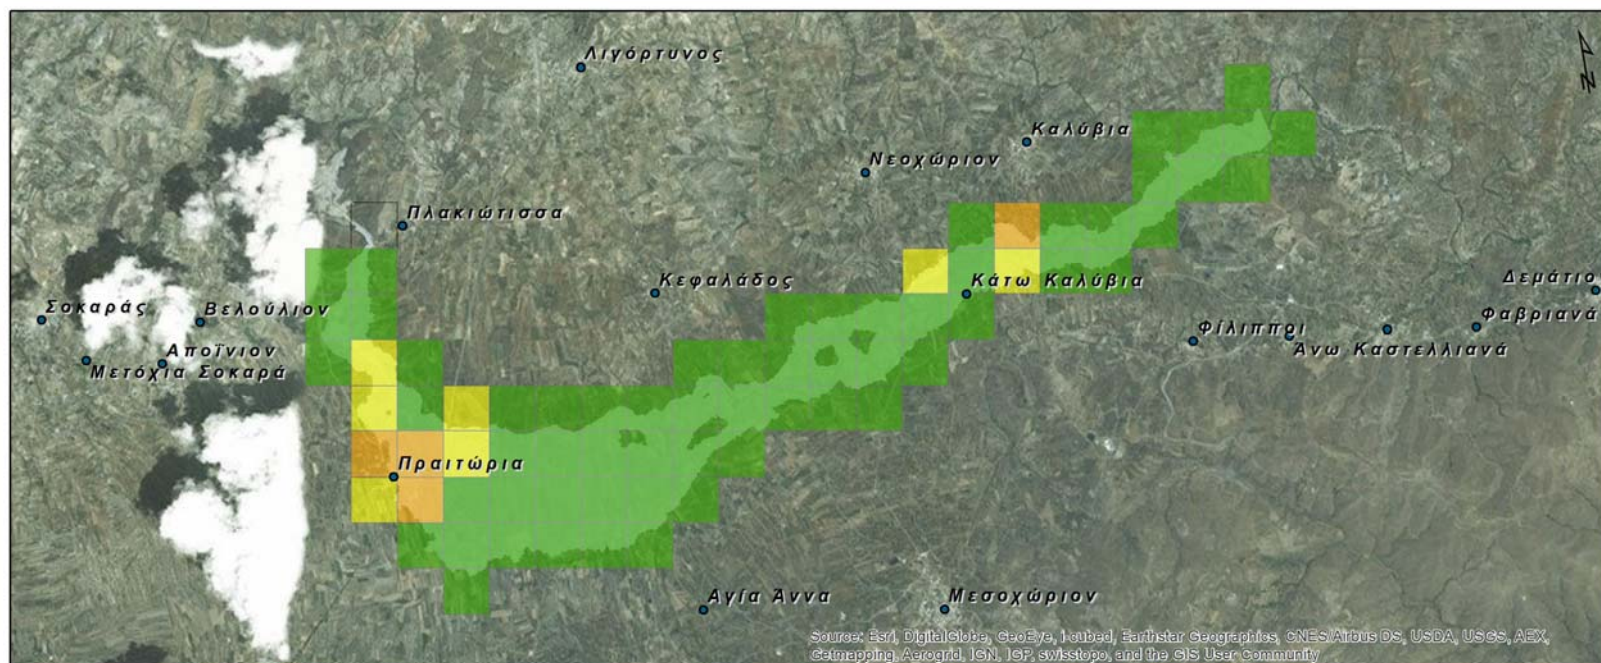 Λιγόρτυνος
Καλύβια
Νεοχώριον
Πλακιώτισσα
Κεφαλάδος
Κάτω Καλύβια
Δεμάτιο
Σοκαράς
Βελούλιον
Φίλιπποι
Φαβριανά
Αποΐνιον
Άνω Καστελλιανά
Μετόχια Σοκαρά
Πραιτώρια
Αγία Άννα
Μεσοχώριον
Source: Esri, DigitalGlobe, GeoEye, i-cubed, Earthstar Geographics, CNES/Airbus DS, USDA, USGS, AEX,
Getmapping, Aerogrid, IGN, IGP, swisstopo, and the GIS User Community
N